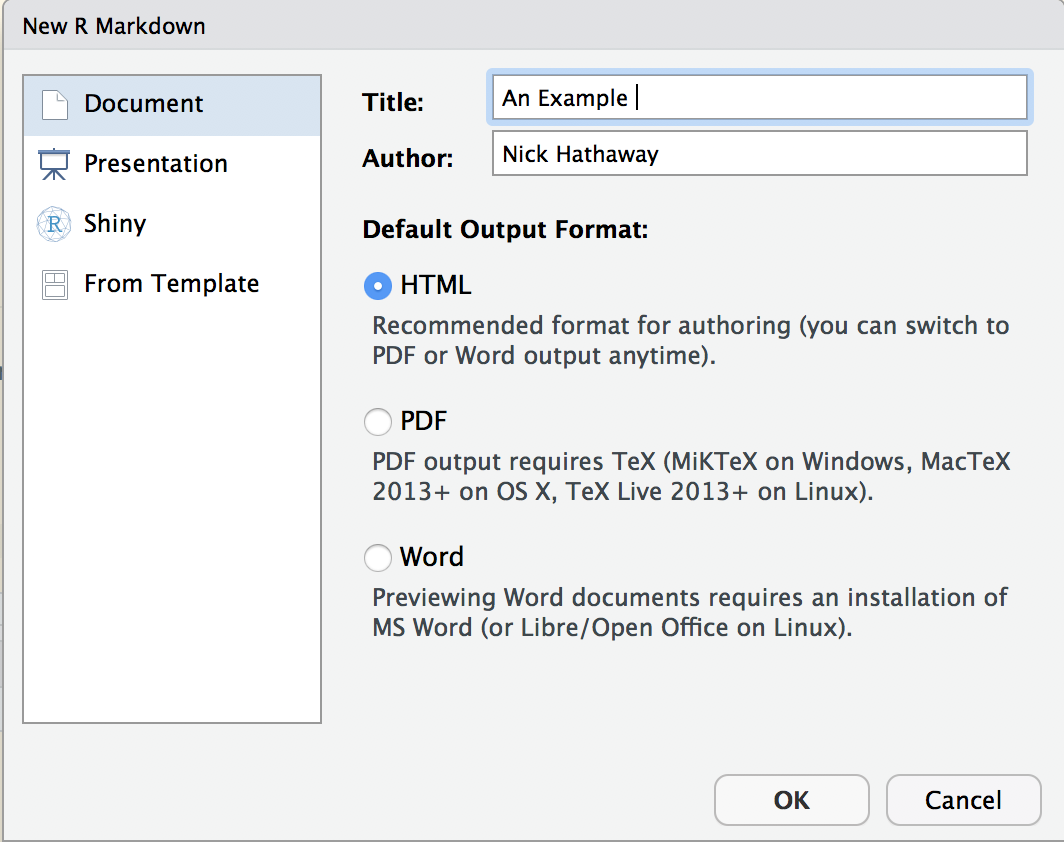 New R Markdown
Document
Presentation
Shiny
From Template
Title:
An Example
Author:
Nick Hathaway
Default Output Format:
HTML
Recommended format for authoring (you can switch to
PDF or Word output anytime).
PDF
PDF output requires TeX (MiKTeX on Windows, MacTeX
2013+ on OS X, TeX Live 2013+ on Linux).
Word
Previewing Word documents requires an installation of
MS Word (or Libre/Open Office on Linux).
OK
Cancel